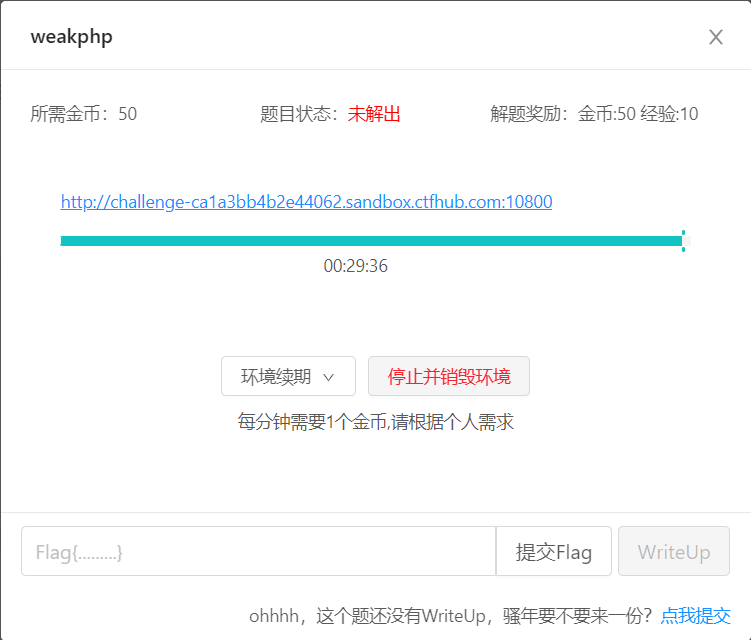 weakphp
所需金币：50 题目状态：未解出 解题奖励：金币:50 经验:10
http://challenge-ca1a3bb4b2e44062.sandbox.ctfhub.com:10800
00:29:36
环境续期 停止并销毁环境
每分钟需要1个金币,请根据个人需求
Flag{.........} 提交Flag WriteUp
ohhhh，这个题还没有WriteUp，骚年要不要来一份？点我提交